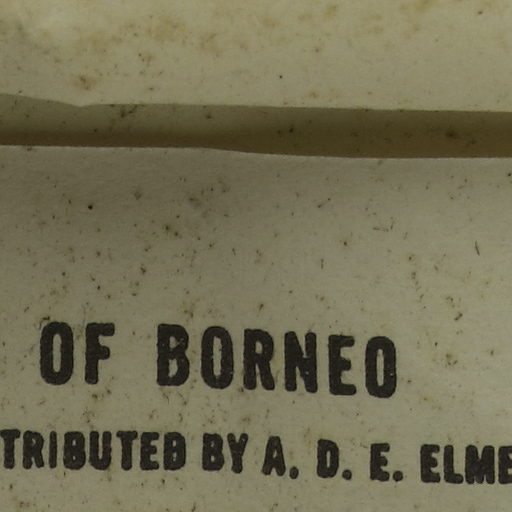 OF BORNEO
TRIBUTED BY A. D. E. ELME